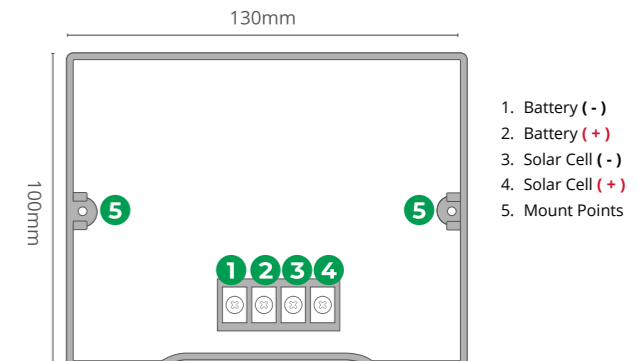 130mm
100mm
5
5
1 2 3 4
1. Battery ( - )
2. Battery ( + )
3. Solar Cell ( - )
4. Solar Cell ( + )
5. Mount Points